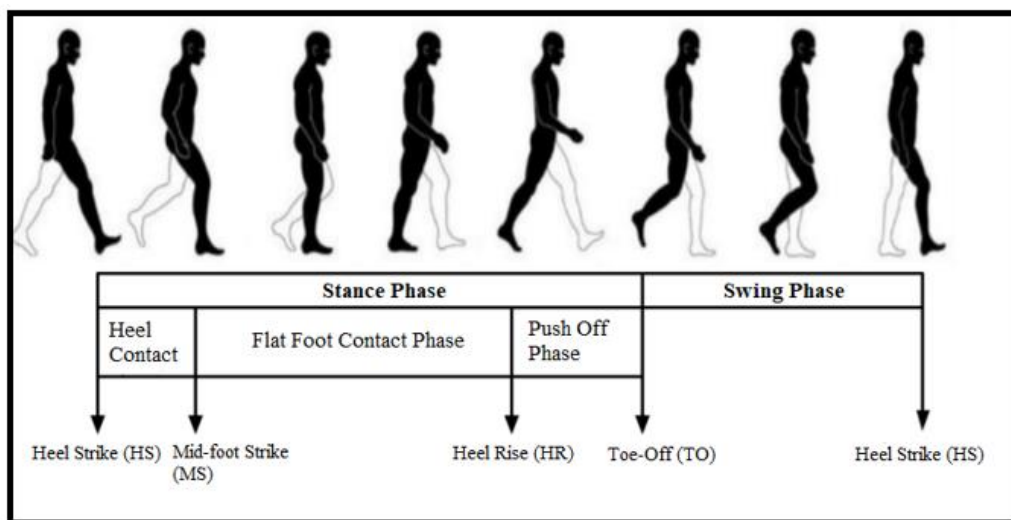 Stance Phase
Swing Phase
Heel
Contact
Flat Foot Contact Phase
Push Off
Phase
Heel Strike (HS)
Mid-foot Strike
(MS)
Heel Rise (HR)
Toe-Off (TO)
Heel Strike (HS)